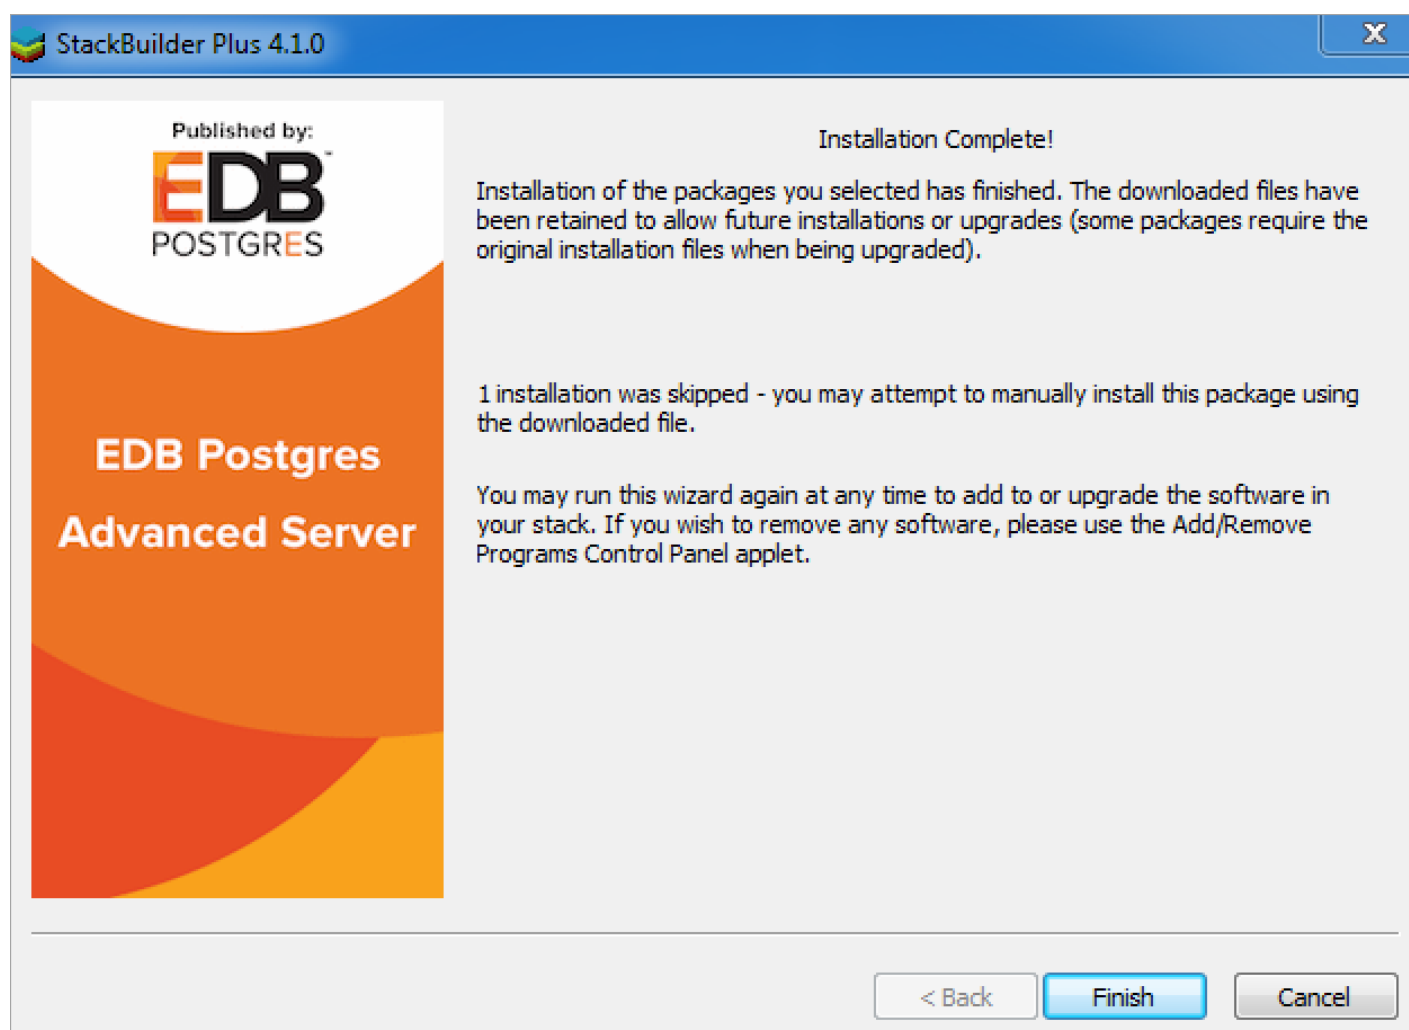 StackBuilder Plus 4.1.0
X
Published by:
EDB™
POSTGRES
EDB Postgres
Advanced Server
Installation Complete!
Installation of the packages you selected has finished. The downloaded files have
been retained to allow future installations or upgrades (some packages require the
original installation files when being upgraded).
1 installation was skipped - you may attempt to manually install this package using
the downloaded file.
You may run this wizard again at any time to add to or upgrade the software in
your stack. If you wish to remove any software, please use the Add/Remove
Programs Control Panel applet.
< Back
Finish
Cancel